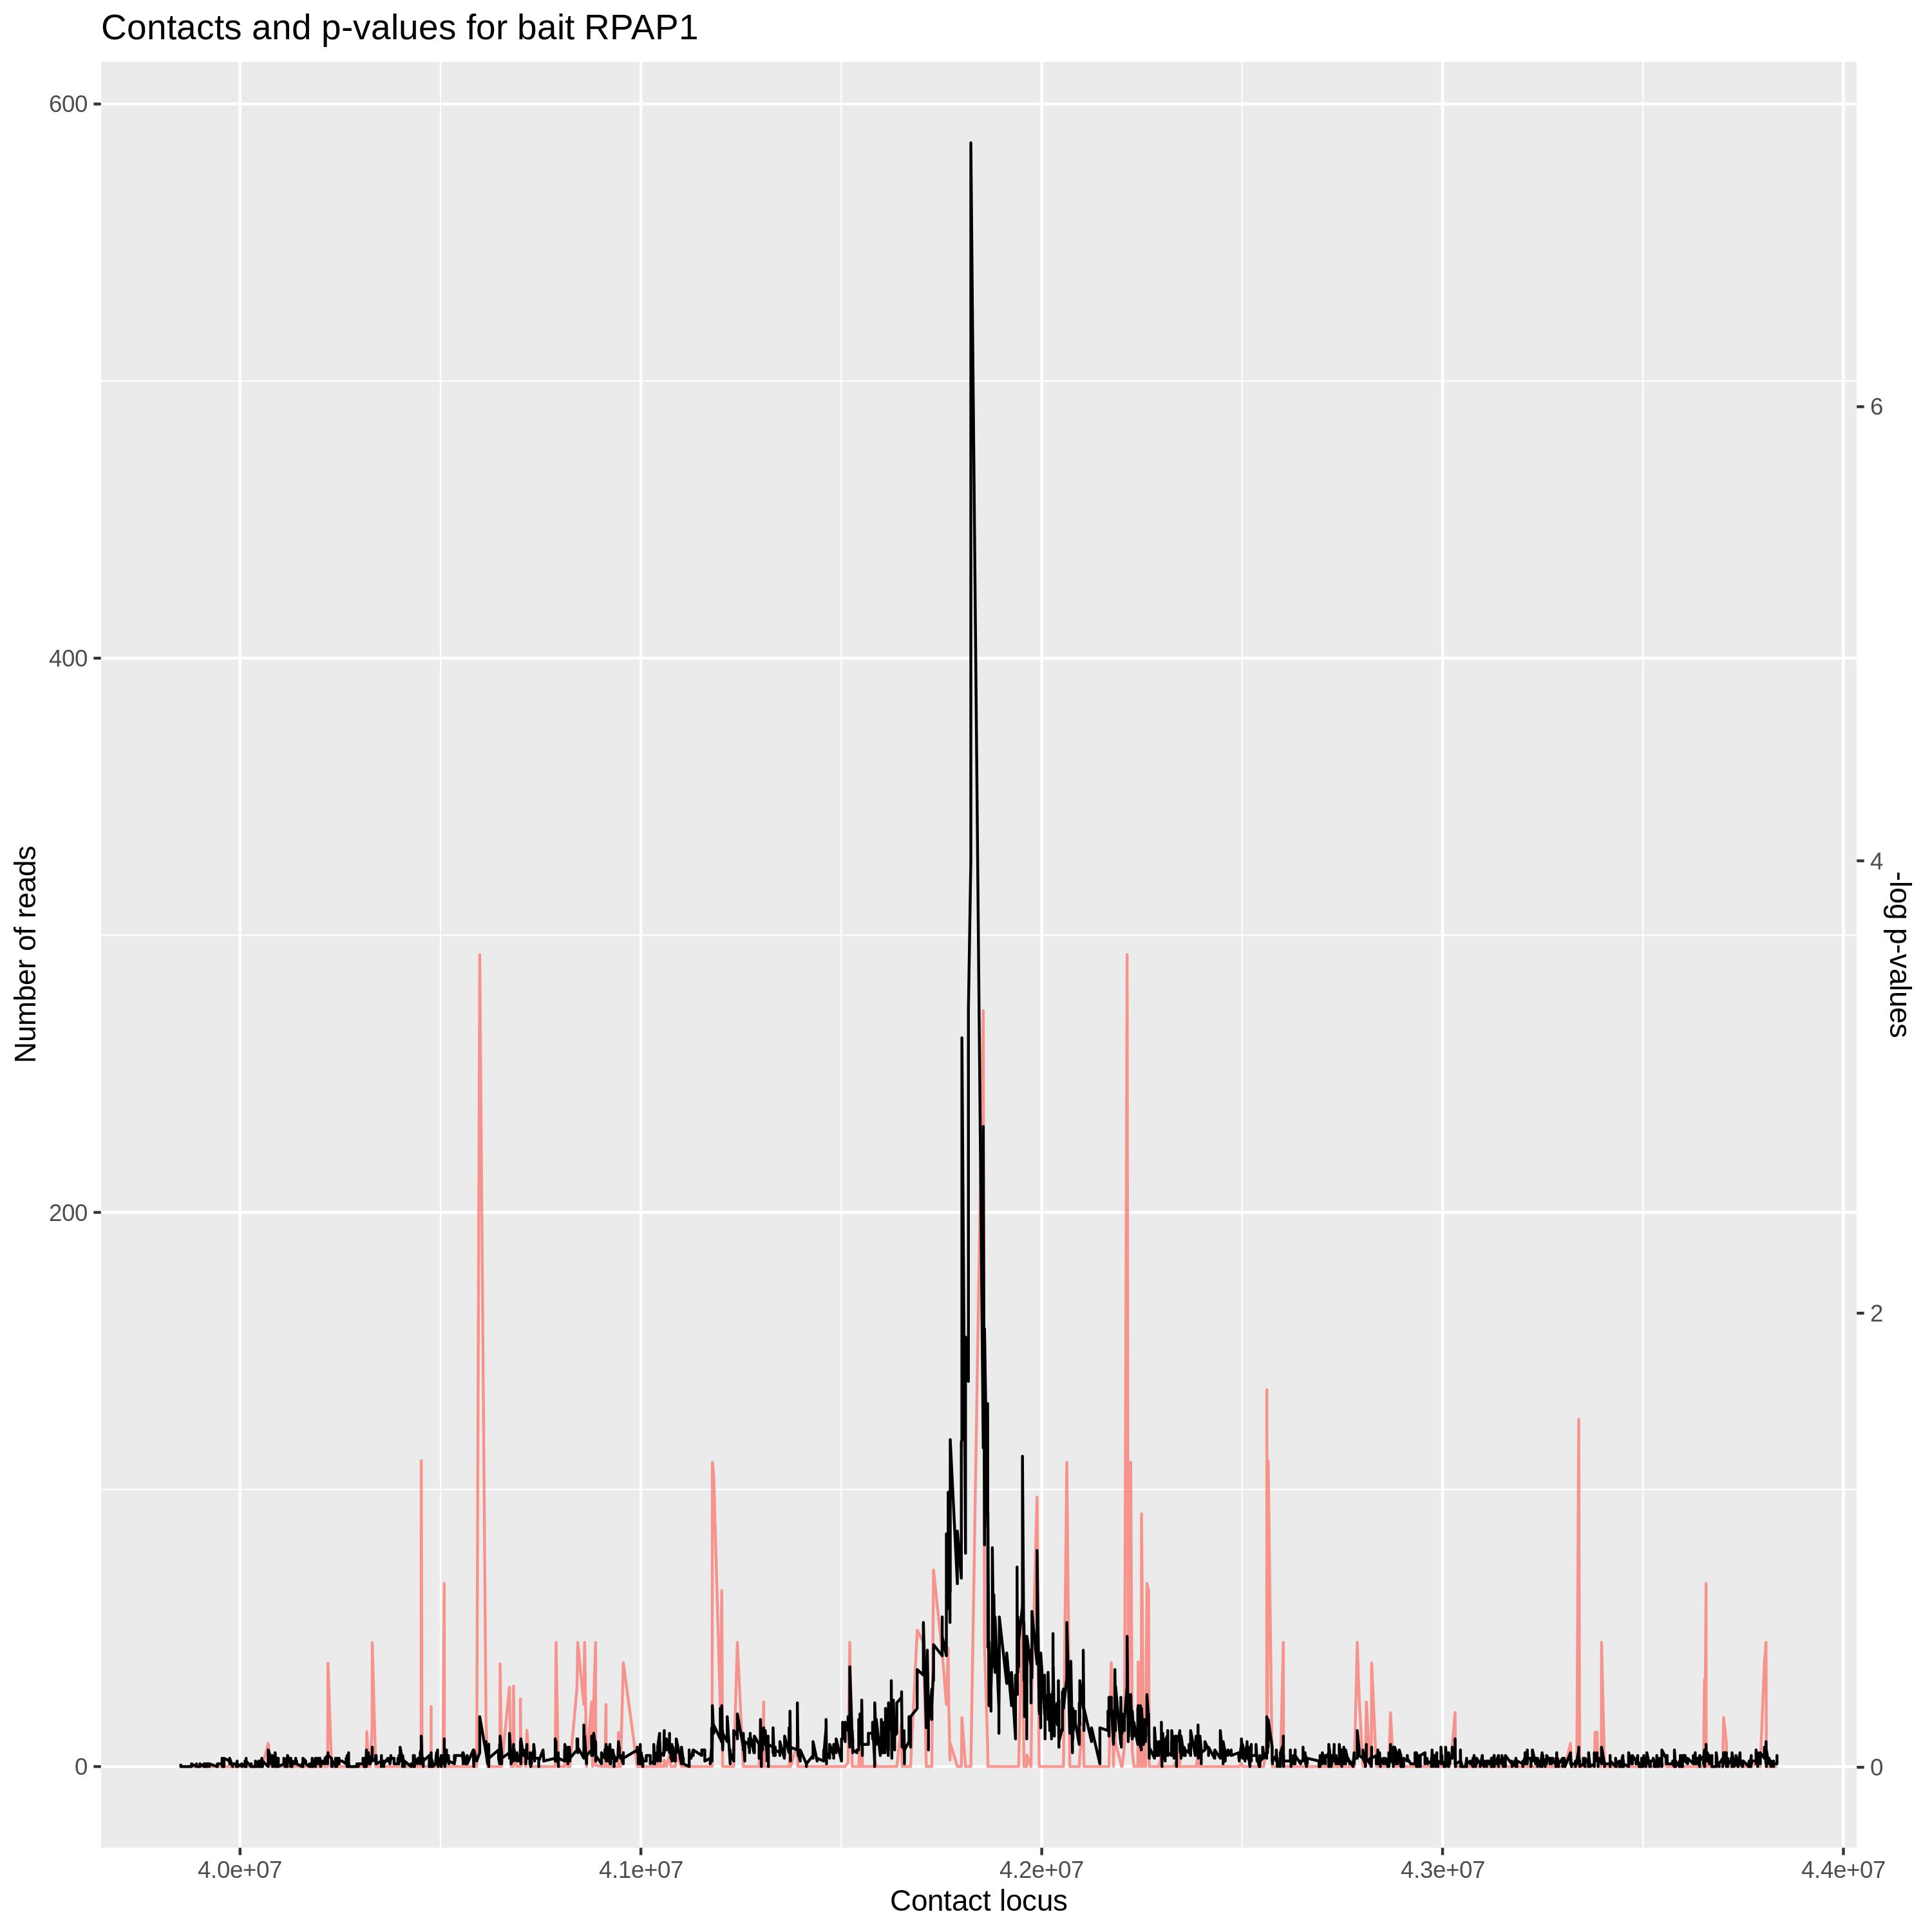 Contacts and p-values for bait RPAP1
600
400
200
0
Number of reads
6
4
2
0
-log p-values
4.0e+07
4.1e+07
4.2e+07
4.3e+07
4.4e+07
Contact locus